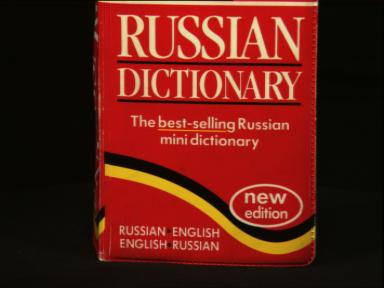 RUSSIAN
DICTIONARY
The best-selling Russian
mini dictionary
new
edition
RUSSIAN•ENGLISH
ENGLISH•RUSSIAN